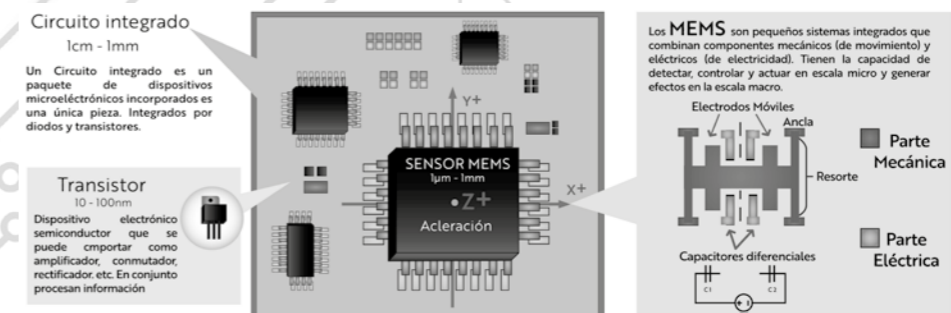 Circuito integrado
1cm - 1mm
Un Circuito integrado es un
paquete de dispositivos
microeléctrónicos incorporados es
una única pieza. Integrados por
diodos y transistores.
Transistor
10 - 100nm
Dispositivo electrónico
semiconductor que se
puede cmportar como
amplificador, conmutador,
rectificador. etc. En conjunto
procesan información
Y+
SENSOR MEMS
1μm - 1mm
Z+
X+
Acleración
Los MEMS son pequeños sistemas integrados que
combinan componentes mecánicos (de movimiento) y
eléctricos (de electricidad). Tienen la capacidad de
detectar, controlar y actuar en escala micro y generar
efectos en la escala macro.
Electrodos Móviles
Ancla
Resorte
Parte
Mecánica
Capacitores diferenciales
C1
C2
Parte
Eléctrica